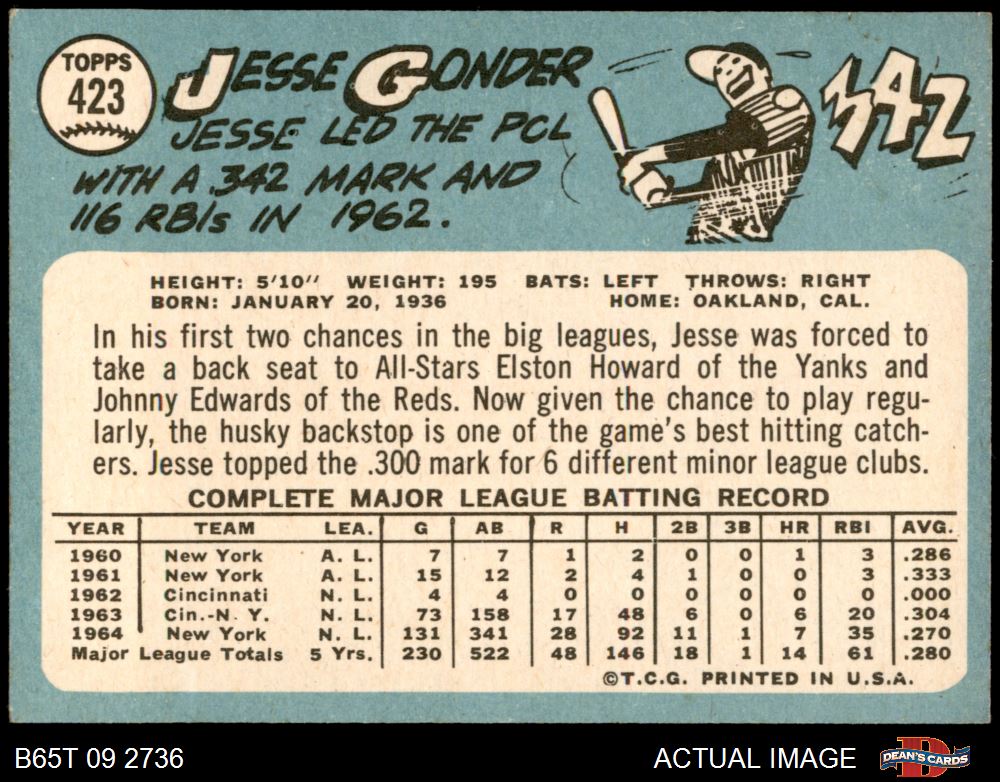 TOPPS
423
JESSE GONDER
JESSE LED THE PCL
WITH A .342 MARK AND
116 RBIs IN 1962.
342
HEIGHT: 5'10" WEIGHT: 195 BATS: LEFT THROWS: RIGHT
BORN: JANUARY 20, 1936 HOME: OAKLAND, CAL.
In his first two chances in the big leagues, Jesse was forced to
take a back seat to All-Stars Elston Howard of the Yanks and
Johnny Edwards of the Reds. Now given the chance to play regu-
larly, the husky backstop is one of the game's best hitting catch-
ers. Jesse topped the .300 mark for 6 different minor league clubs.
COMPLETE MAJOR LEAGUE BATTING RECORD
YEAR TEAM LEA. G AB R H 2B 3B HR RBI AVG.
1960 New York A. L. 7 7 1 2 0 0 1 3 .286
1961 New York A. L. 15 12 2 4 1 0 0 3 .333
1962 Cincinnati N. L. 4 4 0 0 0 0 0 0 .000
1963 Cin.-N. Y. N. L. 73 158 17 48 6 0 6 20 .304
1964 New York N. L. 131 341 28 92 11 1 7 35 .270
Major League Totals 5 Yrs. 230 522 48 146 18 1 14 61 .280
©T.C.G. PRINTED IN U.S.A.
B65T 09 2736 ACTUAL IMAGE DEAN'S CARDS